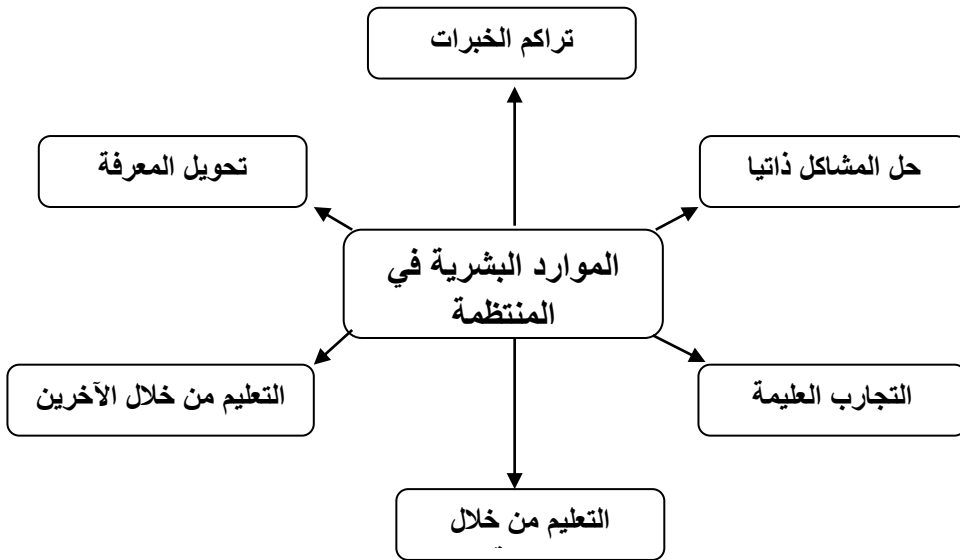 تراكم الخبرات
حل المشاكل ذاتيا
تحويل المعرفة
الموارد البشرية في
المنتظمة
التجارب العليمة
التعليم من خلال الآخرين
التعليم من خلال